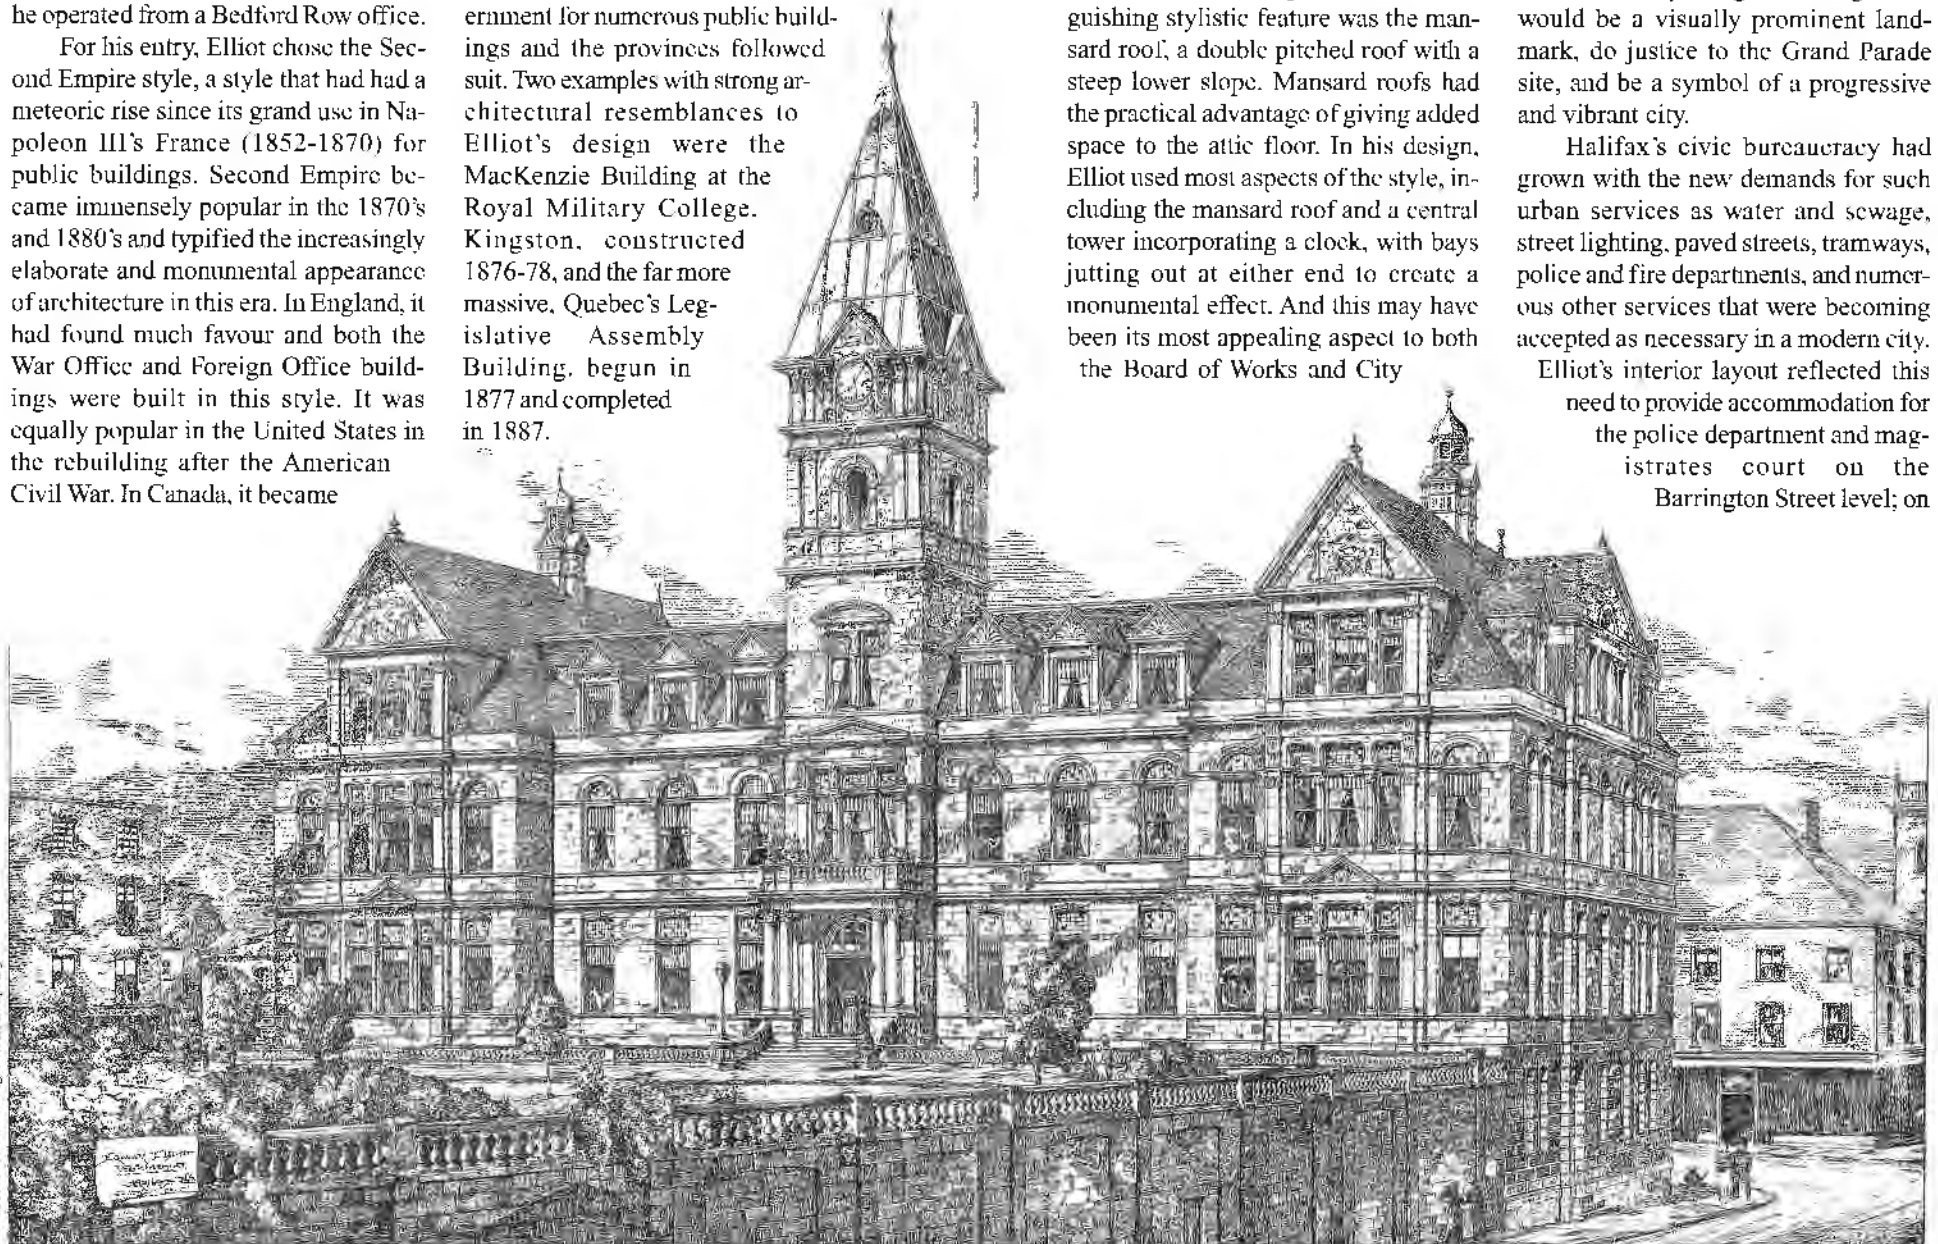 he operated from a Bedford Row office.
For his entry, Elliot chose the Sec-
ond Empire style, a style that had had a
meteoric rise since its grand use in Na-
poleon III's France (1852-1870) for
public buildings. Second Empire be-
came immensely popular in the 1870's
and 1880's and typified the increasingly
elaborate and monumental appearance
of architecture in this era. In England, it
had found much favour and both the
War Office and Foreign Office build-
ings were built in this style. It was
equally popular in the United States in
the rebuilding after the American
Civil War. In Canada, it became
ernment for numerous public build-
ings and the provinces followed
suit. Two examples with strong ar-
chitectural resemblances to
Elliot's design were the
MacKenzie Building at the
Royal Military College,
Kingston, constructed
1876-78, and the far more
massive, Quebec's Leg-
islative Assembly
Building, begun in
1877 and completed
in 1887.
guishing stylistic feature was the man-
sard roof, a double pitched roof with a
steep lower slope. Mansard roofs had
the practical advantage of giving added
space to the attic floor. In his design,
Elliot used most aspects of the style, in-
cluding the mansard roof and a central
tower incorporating a clock, with bays
jutting out at either end to create a
monumental effect. And this may have
been its most appealing aspect to both
the Board of Works and City
would be a visually prominent land-
mark, do justice to the Grand Parade
site, and be a symbol of a progressive
and vibrant city.
Halifax's civic bureaucracy had
grown with the new demands for such
urban services as water and sewage,
street lighting, paved streets, tramways,
police and fire departments, and numer-
ous other services that were becoming
accepted as necessary in a modern city.
Elliot's interior layout reflected this
need to provide accommodation for
the police department and mag-
istrates court on the
Barrington Street level; on